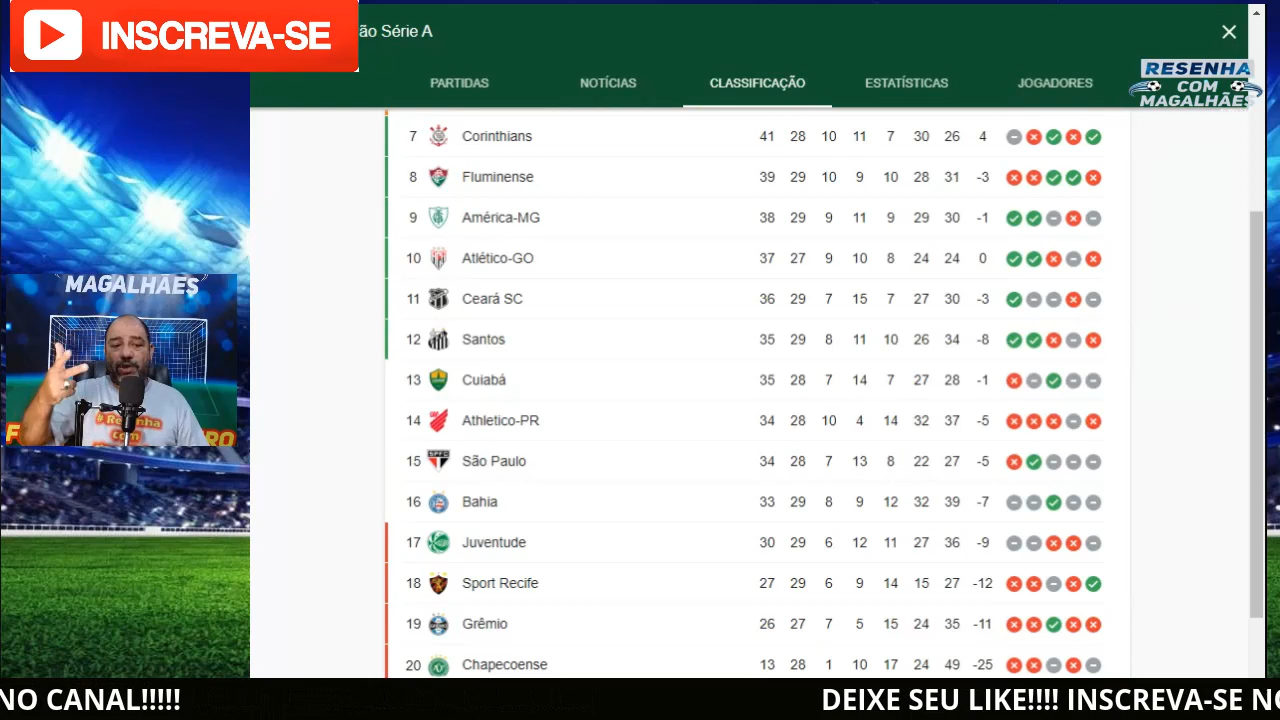 INSCREVA-SE
ão Série A
PARTIDAS NOTÍCIAS CLASSIFICAÇÃO ESTATÍSTICAS JOGADORES
RESENHA
COM
MAGALHÃES
7 Corinthians 41 28 10 11 7 30 26 4
8 Fluminense 39 29 10 9 10 28 31 -3
9 América-MG 38 29 9 11 9 29 30 -1
10 Atlético-GO 37 27 9 10 8 24 24 0
11 Ceará SC 36 29 7 15 7 27 30 -3
12 Santos 35 29 8 11 10 26 34 -8
13 Cuiabá 35 28 7 14 7 27 28 -1
14 Athletico-PR 34 28 10 4 14 32 37 -5
15 São Paulo 34 28 7 13 8 22 27 -5
16 Bahia 33 29 8 9 12 32 39 -7
17 Juventude 30 29 6 12 11 27 36 -9
18 Sport Recife 27 29 6 9 14 15 27 -12
19 Grêmio 26 27 7 5 15 24 35 -11
20 Chapecoense 13 28 1 10 17 24 49 -25
MAGALHÃES
# Resenha
com
RO
NO CANAL!!!!! DEIXE SEU LIKE!!!! INSCREVA-SE NO